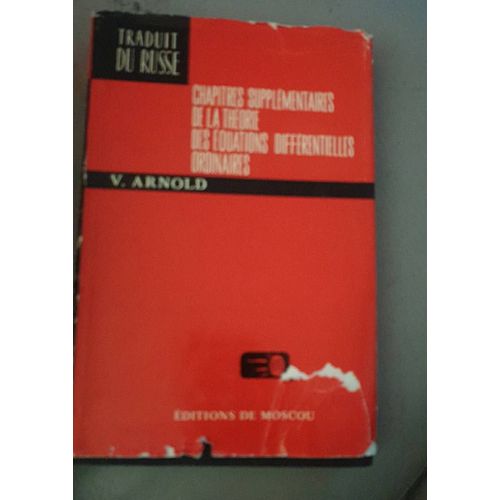 TRADUIT
DU RUSSE
CHAPITRES SUPPLÉMENTAIRES
DE LA THÉORIE
DES ÉQUATIONS DIFFÉRENTIELLES
ORDINAIRES
V. ARNOLD
ÉDITIONS DE MOSCOU